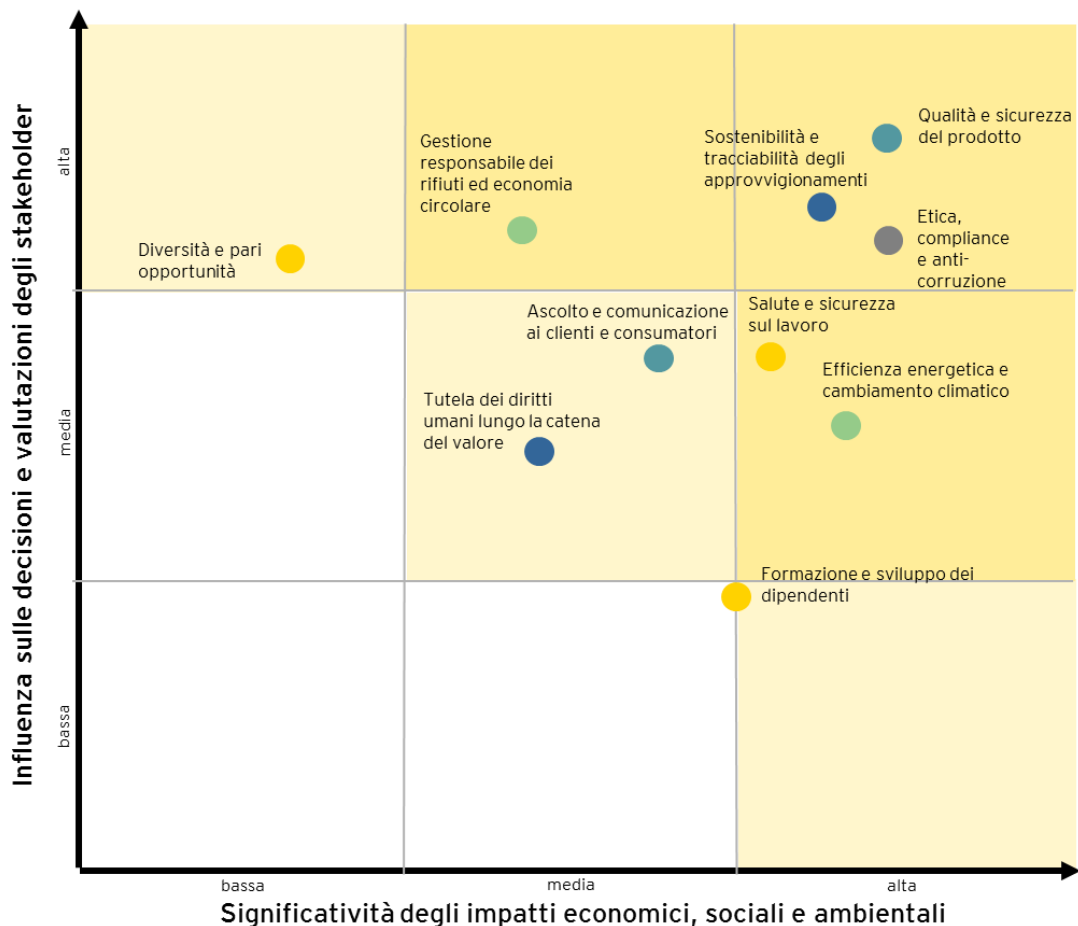 Influenza sulle decisioni e valutazioni degli stakeholder
alta
media
bassa
Qualità e sicurezza
del prodotto
Sostenibilità e
tracciabilità degli
approvvigionamenti
Gestione
responsabile dei
rifiuti ed economia
circolare
Etica,
compliance
e anti-
corruzione
Diversità e pari
opportunità
Ascolto e comunicazione
ai clienti e consumatori
Salute e sicurezza
sul lavoro
Efficienza energetica e
cambiamento climatico
Tutela dei diritti
umani lungo la catena
del valore
Formazione e sviluppo dei
dipendenti
bassa
media
alta
Significatività degli impatti economici, sociali e ambientali